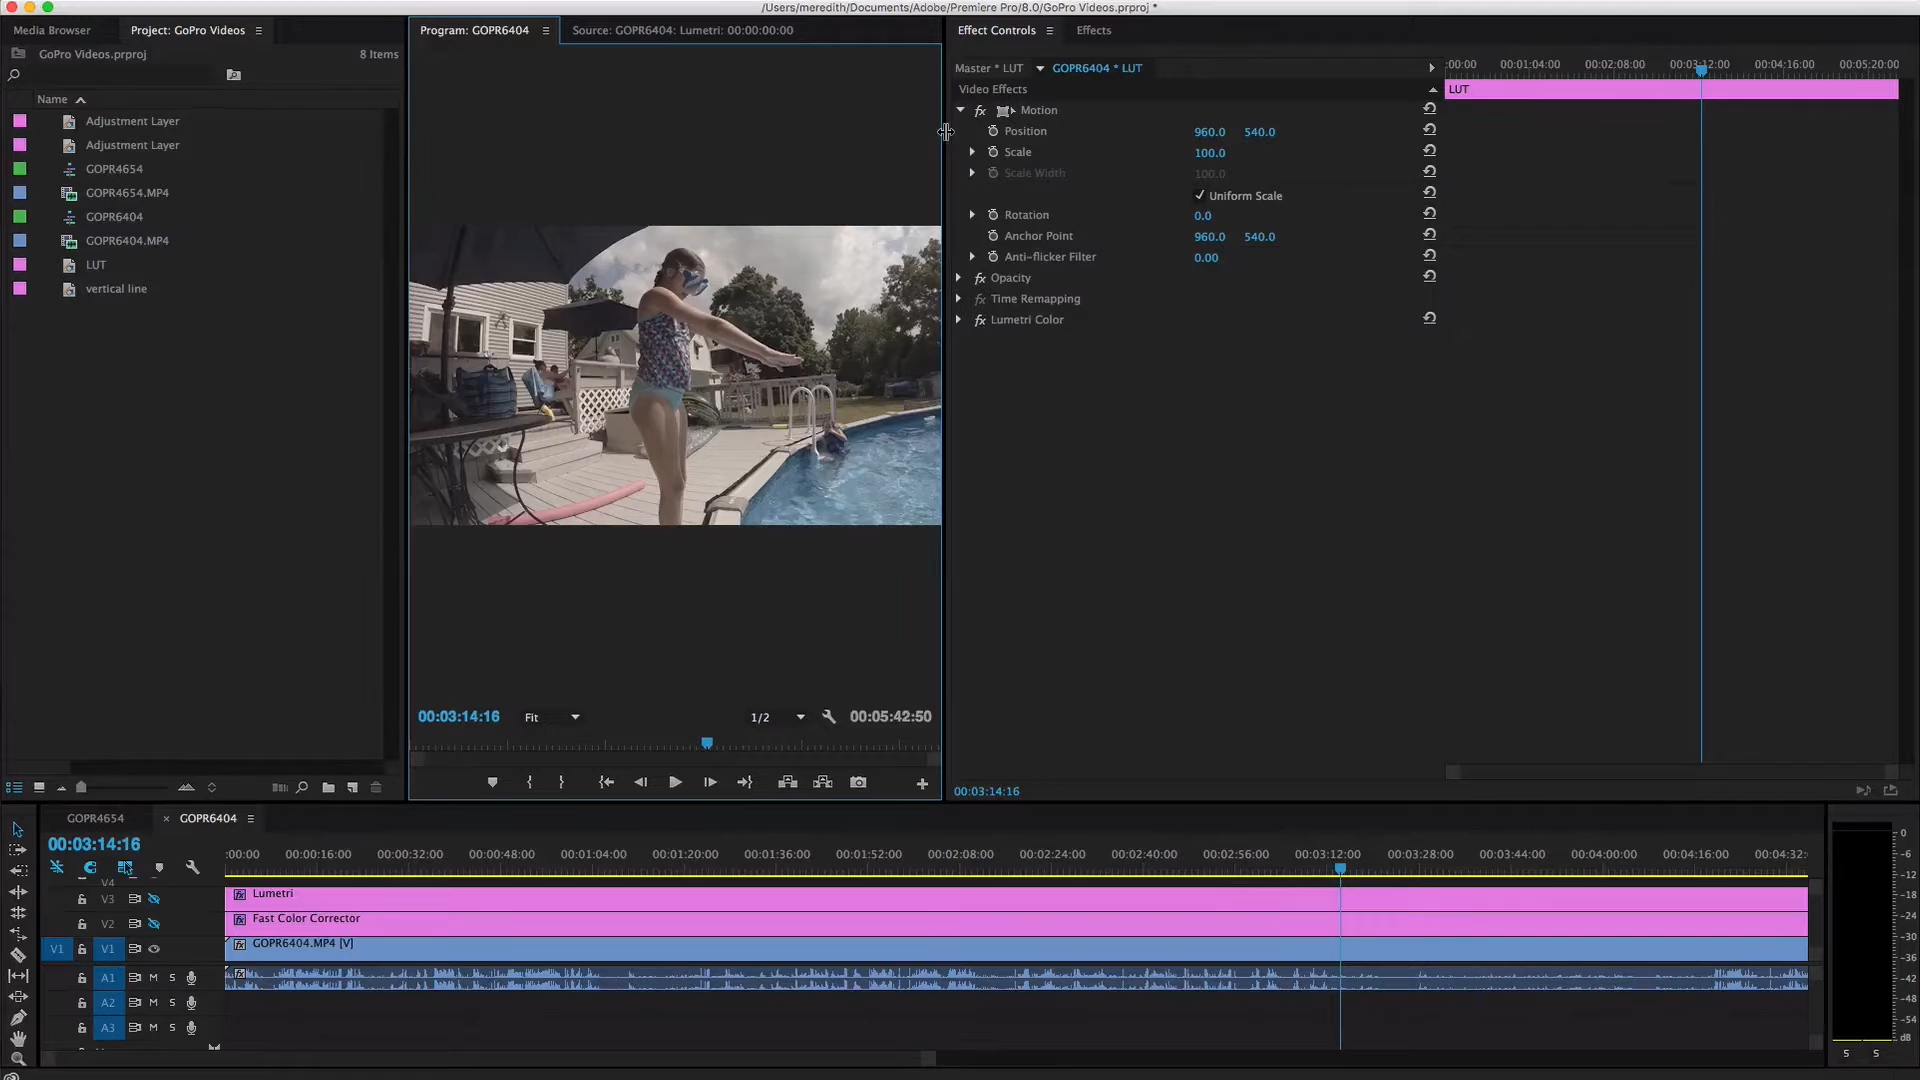 /Users/meredith/Documents/Adobe/Premiere Pro/8.0/GoPro Videos.prproj *
Media Browser
Project: GoPro Videos
GoPro Videos.prproj
8 Items
Name
Adjustment Layer
Adjustment Layer
GOPR4654
GOPR4654.MP4
GOPR6404
GOPR6404.MP4
LUT
vertical line
Program: GOPR6404
Source: GOPR6404: Lumetri: 00:00:00:00
00:03:14:16
Fit
1/2
00:05:42:50
Effect Controls
Effects
Master * LUT
GOPR6404 * LUT
:00:00
00:01:04:00
00:02:08:00
00:03:12:00
00:04:16:00
00:05:20:00
Video Effects
LUT
fx Motion
Position 960.0 540.0
Scale 100.0
Scale Width 100.0
Uniform Scale
Rotation 0.0
Anchor Point 960.0 540.0
Anti-flicker Filter 0.00
fx Opacity
fx Time Remapping
fx Lumetri Color
00:03:14:16
GOPR4654
× GOPR6404
00:03:14:16
:00:00 00:00:16:00 00:00:32:00 00:00:48:00 00:01:04:00 00:01:20:00 00:01:36:00 00:01:52:00 00:02:08:00 00:02:24:00 00:02:40:00 00:02:56:00 00:03:12:00 00:03:28:00 00:03:44:00 00:04:00:00 00:04:16:00 00:04:32:
V4
V3 fx Lumetri
V2 fx Fast Color Corrector
V1 V1 fx GOPR6404.MP4 [V]
A1 M S fx
A2 M S
A3 M S
0
-6
-12
-18
-24
-30
-36
-42
-48
-54
dB
S S